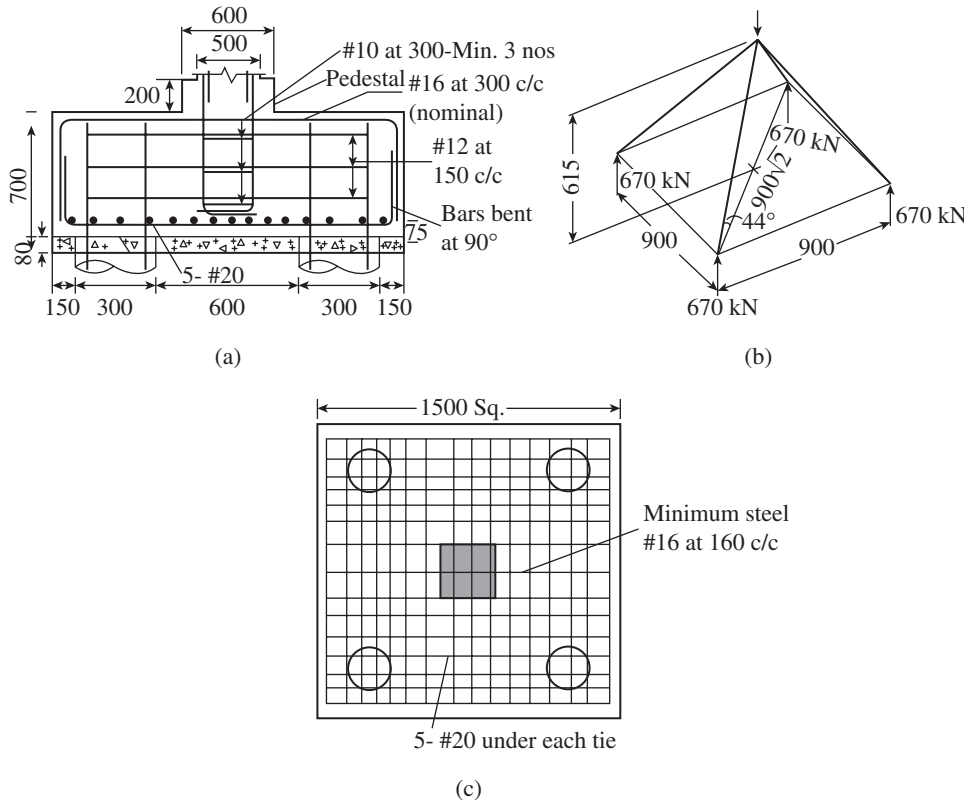 600
500
#10 at 300-Min. 3 nos
Pedestal
#16 at 300 c/c
(nominal)
200
#12 at
150 c/c
700
Bars bent
at 90°
75
80
5- #20
150
300
600
300
150
(a)
615
670 kN
670 kN
900√2
670 kN
44°
900
900
670 kN
(b)
1500 Sq.
Minimum steel
#16 at 160 c/c
5- #20 under each tie
(c)